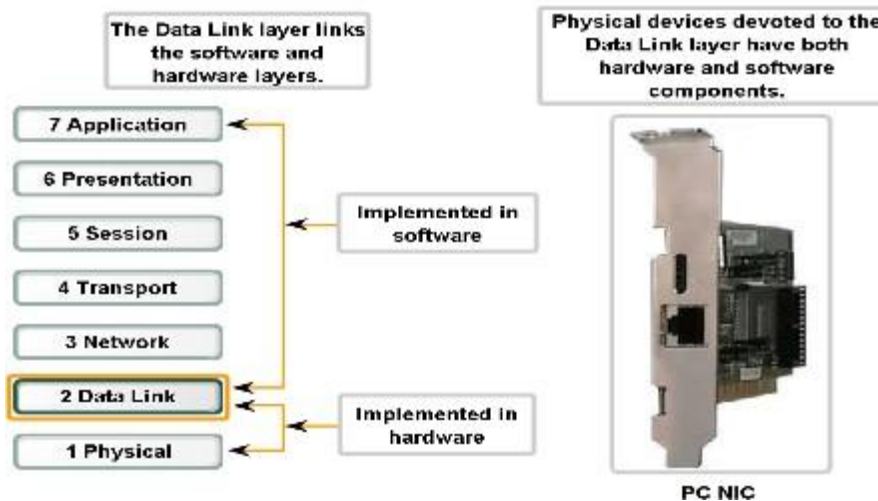 The Data Link layer links
the software and
hardware layers.
Physical devices devoted to the
Data Link layer have both
hardware and software
components.
7 Application
6 Presentation
5 Session
4 Transport
3 Network
2 Data Link
1 Physical
Implemented in
software
Implemented in
hardware
PC NIC